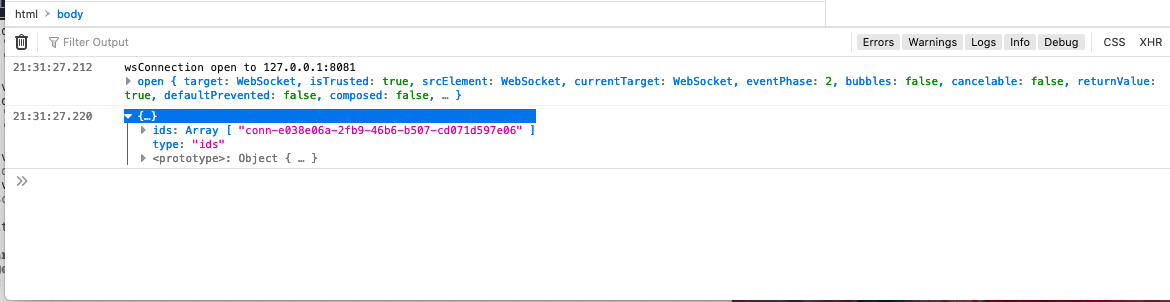 html > body
Filter Output
Errors Warnings Logs Info Debug CSS XHR
21:31:27.212 wsConnection open to 127.0.0.1:8081
open { target: WebSocket, isTrusted: true, srcElement: WebSocket, currentTarget: WebSocket, eventPhase: 2, bubbles: false, cancelable: false, returnValue:
true, defaultPrevented: false, composed: false, … }
21:31:27.220 {…}
ids: Array [ "conn-e038e06a-2fb9-46b6-b507-cd071d597e06" ]
type: "ids"
<prototype>: Object { … }
»